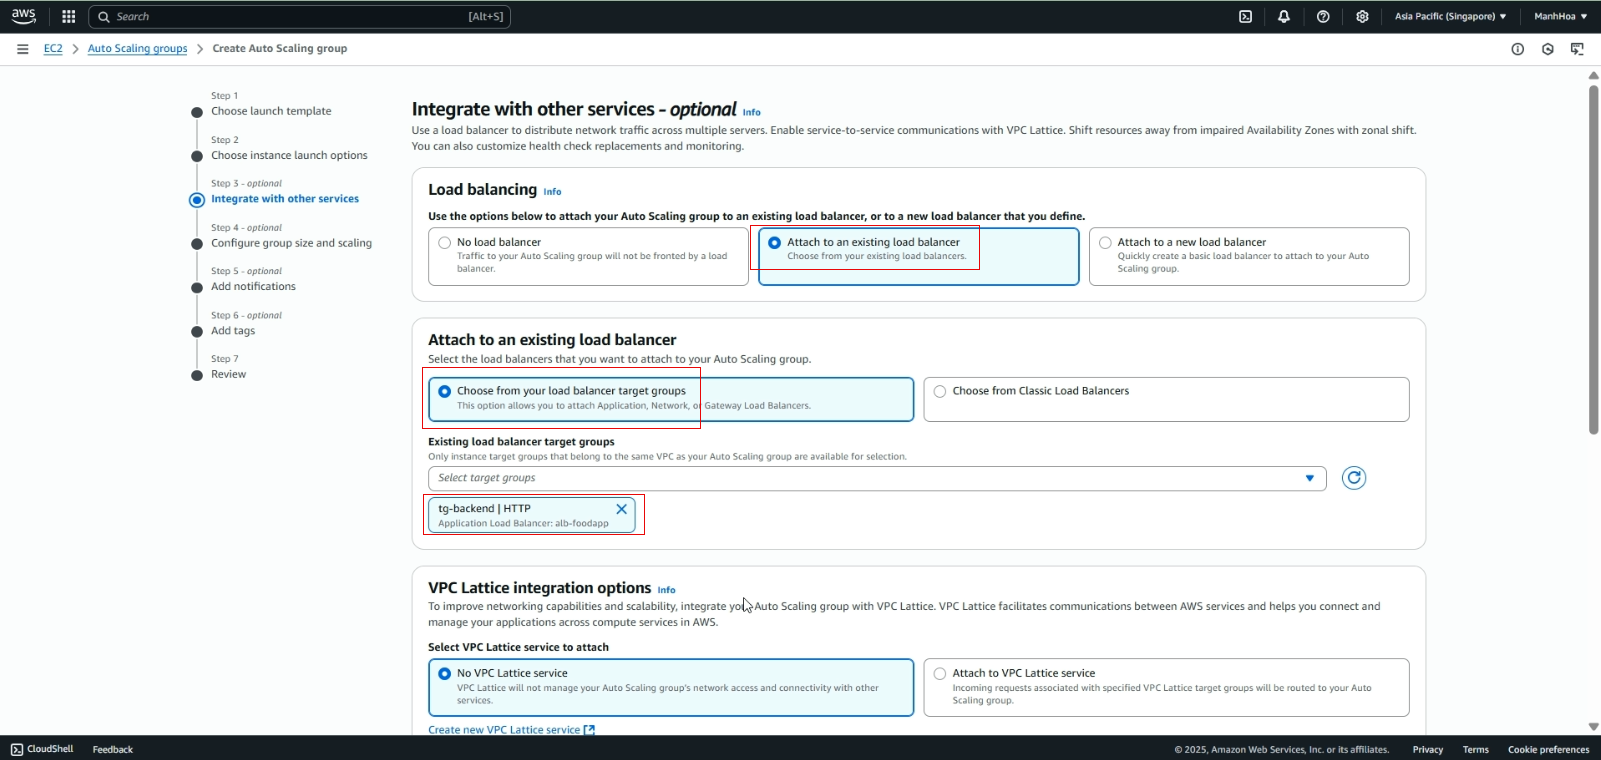 aws
Search
[Alt+S]
Asia Pacific (Singapore)
ManhHoa
EC2
Auto Scaling groups
Create Auto Scaling group
Step 1
Choose launch template
Step 2
Choose instance launch options
Step 3 - optional
Integrate with other services
Step 4 - optional
Configure group size and scaling
Step 5 - optional
Add notifications
Step 6 - optional
Add tags
Step 7
Review
Integrate with other services - optional Info
Use a load balancer to distribute network traffic across multiple servers. Enable service-to-service communications with VPC Lattice. Shift resources away from impaired Availability Zones with zonal shift.
You can also customize health check replacements and monitoring.
Load balancing Info
Use the options below to attach your Auto Scaling group to an existing load balancer, or to a new load balancer that you define.
No load balancer
Traffic to your Auto Scaling group will not be fronted by a load
balancer.
Attach to an existing load balancer
Choose from your existing load balancers.
Attach to a new load balancer
Quickly create a basic load balancer to attach to your Auto
Scaling group.
Attach to an existing load balancer
Select the load balancers that you want to attach to your Auto Scaling group.
Choose from your load balancer target groups
This option allows you to attach Application, Network, or Gateway Load Balancers.
Choose from Classic Load Balancers
Existing load balancer target groups
Only instance target groups that belong to the same VPC as your Auto Scaling group are available for selection.
Select target groups
tg-backend | HTTP
Application Load Balancer: alb-foodapp
VPC Lattice integration options Info
To improve networking capabilities and scalability, integrate your Auto Scaling group with VPC Lattice. VPC Lattice facilitates communications between AWS services and helps you connect and
manage your applications across compute services in AWS.
Select VPC Lattice service to attach
No VPC Lattice service
VPC Lattice will not manage your Auto Scaling group's network access and connectivity with other
services.
Attach to VPC Lattice service
Incoming requests associated with specified VPC Lattice target groups will be routed to your Auto
Scaling group.
Create new VPC Lattice service
CloudShell
Feedback
© 2025, Amazon Web Services, Inc. or its affiliates.
Privacy
Terms
Cookie preferences